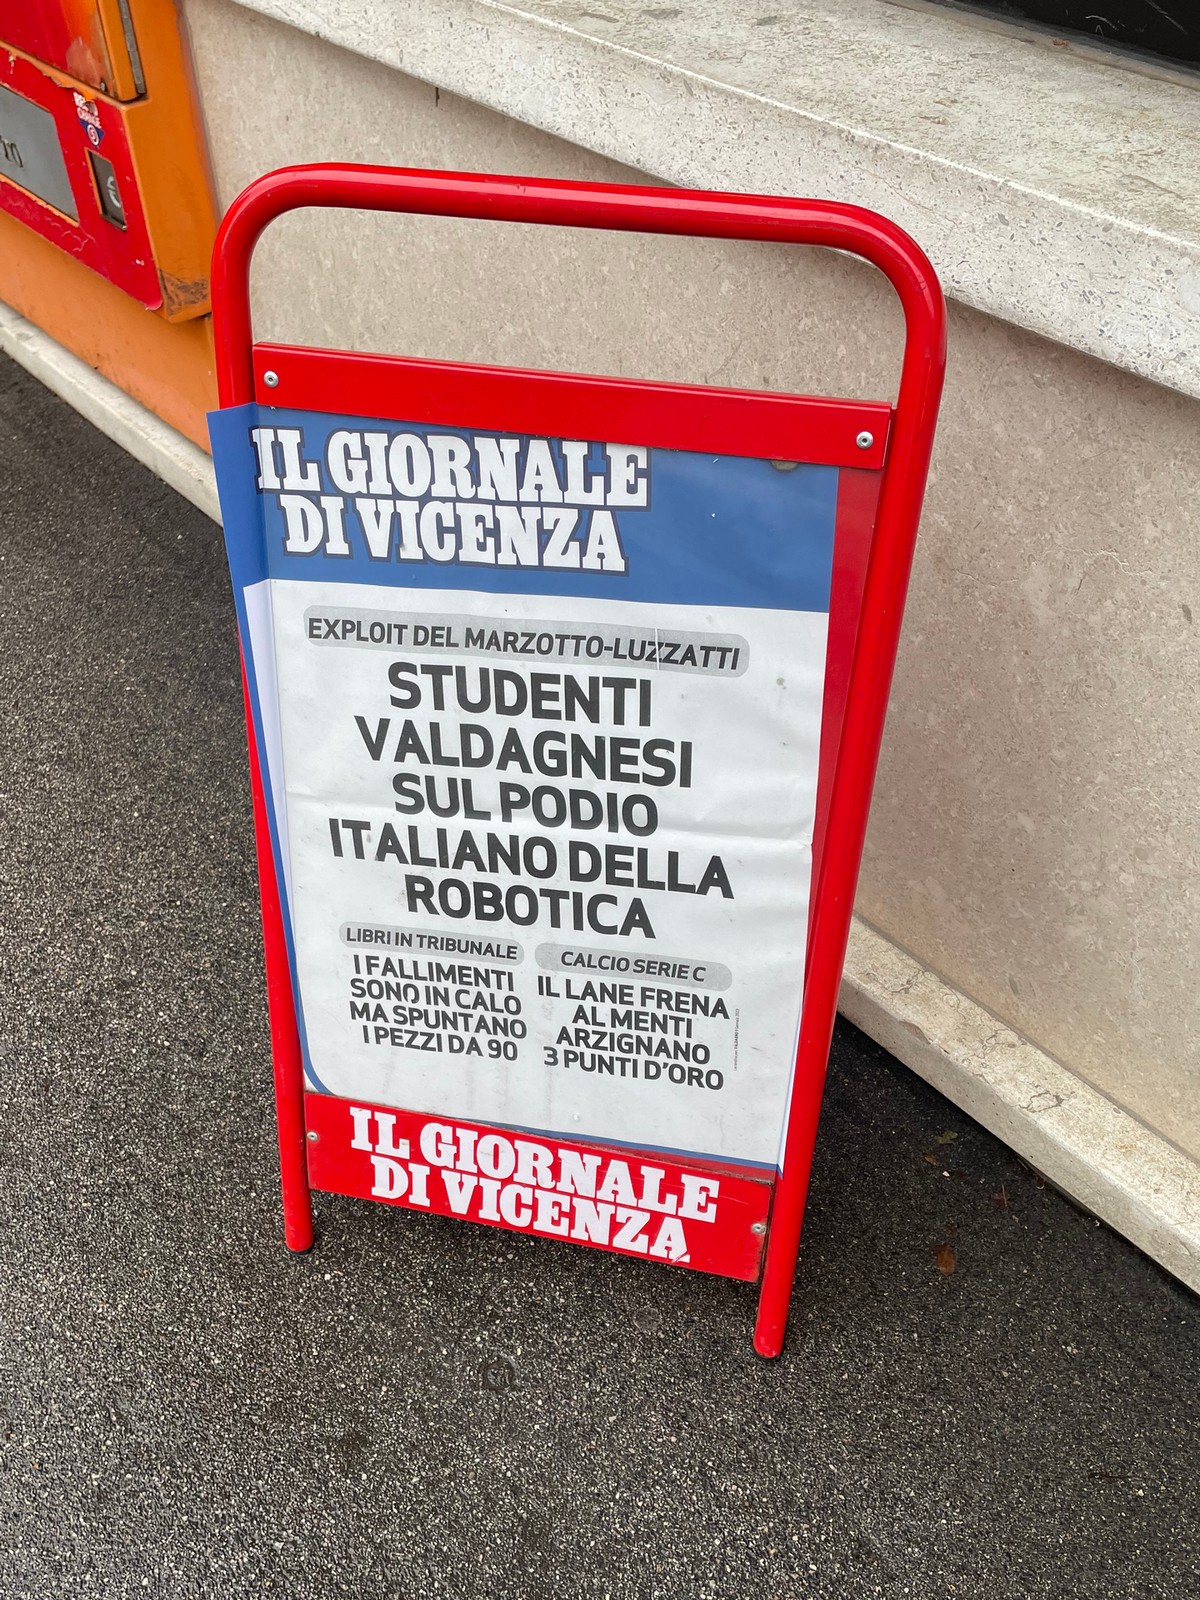 IL GIORNALE
DI VICENZA
EXPLOIT DEL MARZOTTO-LUZZATTI
STUDENTI
VALDAGNESI
SUL PODIO
ITALIANO DELLA
ROBOTICA
LIBRI IN TRIBUNALE
I FALLIMENTI
SONO IN CALO
MA SPUNTANO
I PEZZI DA 90
CALCIO SERIE C
IL LANE FRENA
AL MENTI
ARZIGNANO
3 PUNTI D'ORO
IL GIORNALE
DI VICENZA